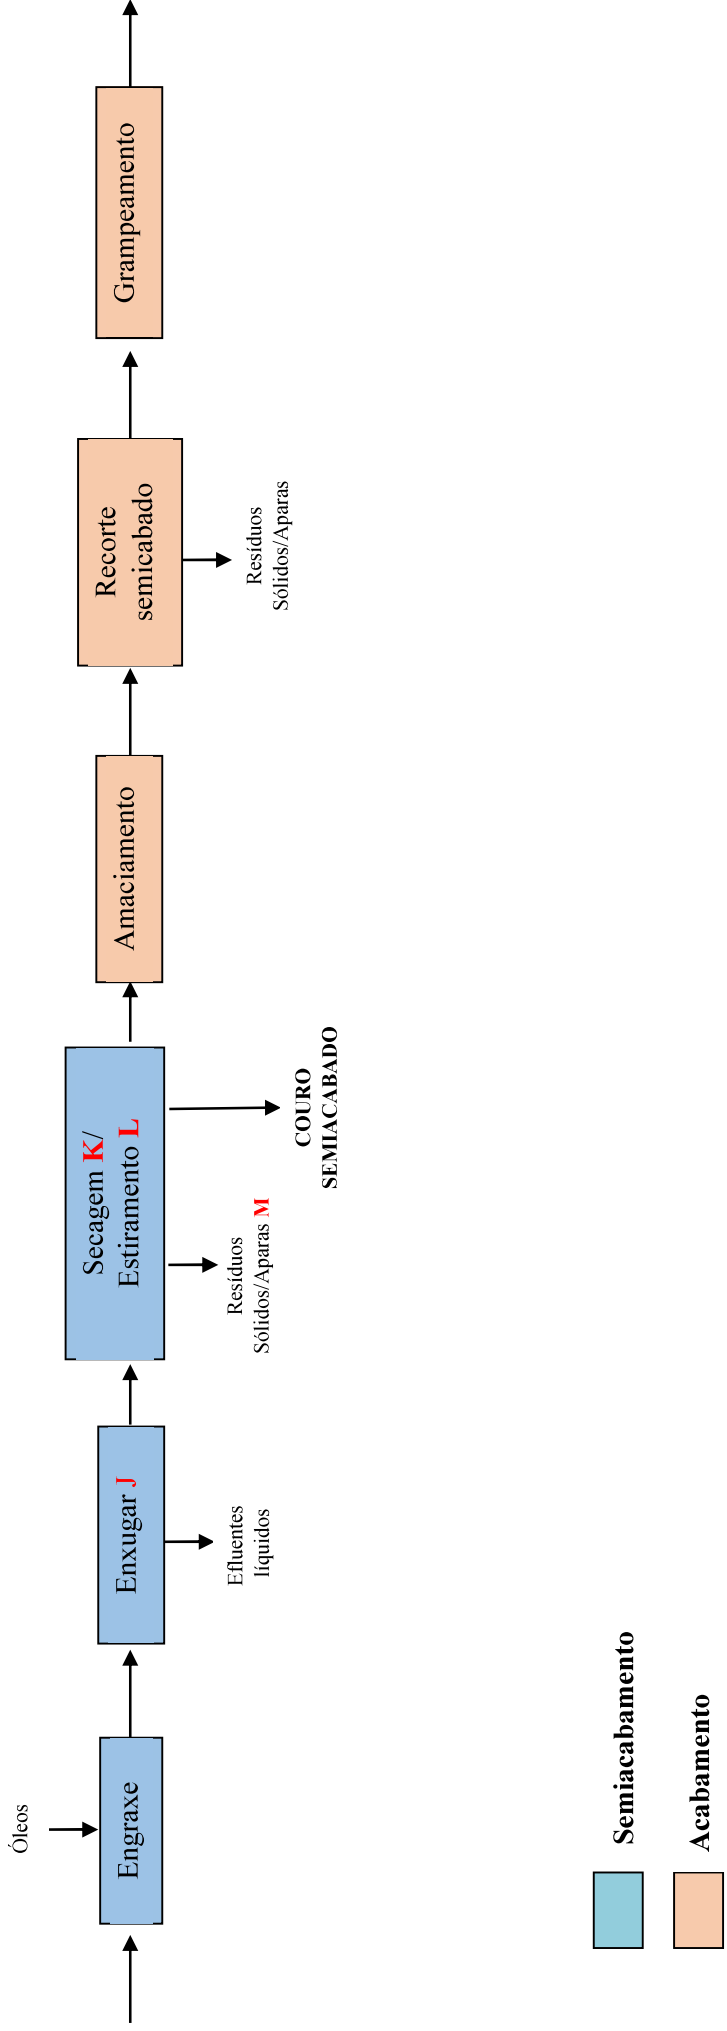 Óleos
Engraxe
Enxugar J
Efluentes
líquidos
Secagem K/
Estiramento L
Resíduos
Sólidos/Aparas M
COURO
SEMIACABADO
Amaciamento
Recorte
semicabado
Resíduos
Sólidos/Aparas
Grampeamento
Semiacabamento
Acabamento